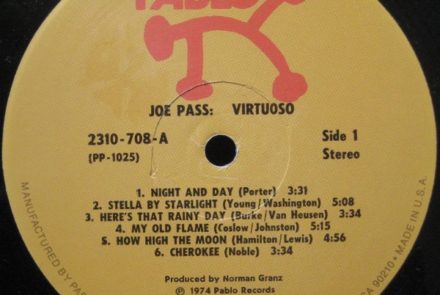 PABLO
JOE PASS: VIRTUOSO
2310-708-A
(PP-1025)
Side 1
Stereo
1. NIGHT AND DAY (Porter) 3:31
2. STELLA BY STARLIGHT (Young/Washington) 5:08
3. HERE'S THAT RAINY DAY (Burke/Van Heusen) 3:34
4. MY OLD FLAME (Coslow/Johnston) 5:15
5. HOW HIGH THE MOON (Hamilton/Lewis) 4:56
6. CHEROKEE (Noble) 3:34
Produced by Norman Granz
℗ 1974 Pablo Records
MANUFACTURED BY
90210 • MADE IN U.S.A.